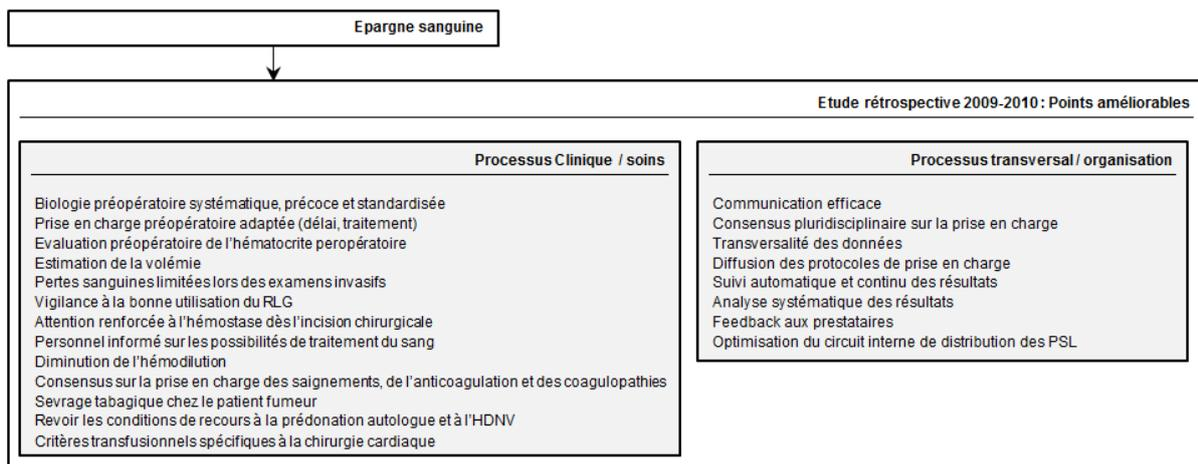 Epargne sanguine
Etude rétrospective 2009-2010 : Points améliorables
Processus Clinique / soins
Biologie préopératoire systématique, précoce et standardisée
Prise en charge préopératoire adaptée (délai, traitement)
Evaluation préopératoire de l'hématocrite peropératoire
Estimation de la volémie
Pertes sanguines limitées lors des examens invasifs
Vigilance à la bonne utilisation du RLG
Attention renforcée à l'hémostase dès l'incision chirurgicale
Personnel informé sur les possibilités de traitement du sang
Diminution de l'hémodilution
Consensus sur la prise en charge des saignements, de l'anticoagulation et des coagulopathies
Sevrage tabagique chez le patient fumeur
Revoir les conditions de recours à la prédonation autologue et à l'HDNV
Critères transfusionnels spécifiques à la chirurgie cardiaque
Processus transversal / organisation
Communication efficace
Consensus pluridisciplinaire sur la prise en charge
Transversalité des données
Diffusion des protocoles de prise en charge
Suivi automatique et continu des résultats
Analyse systématique des résultats
Feedback aux prestataires
Optimisation du circuit interne de distribution des PSL